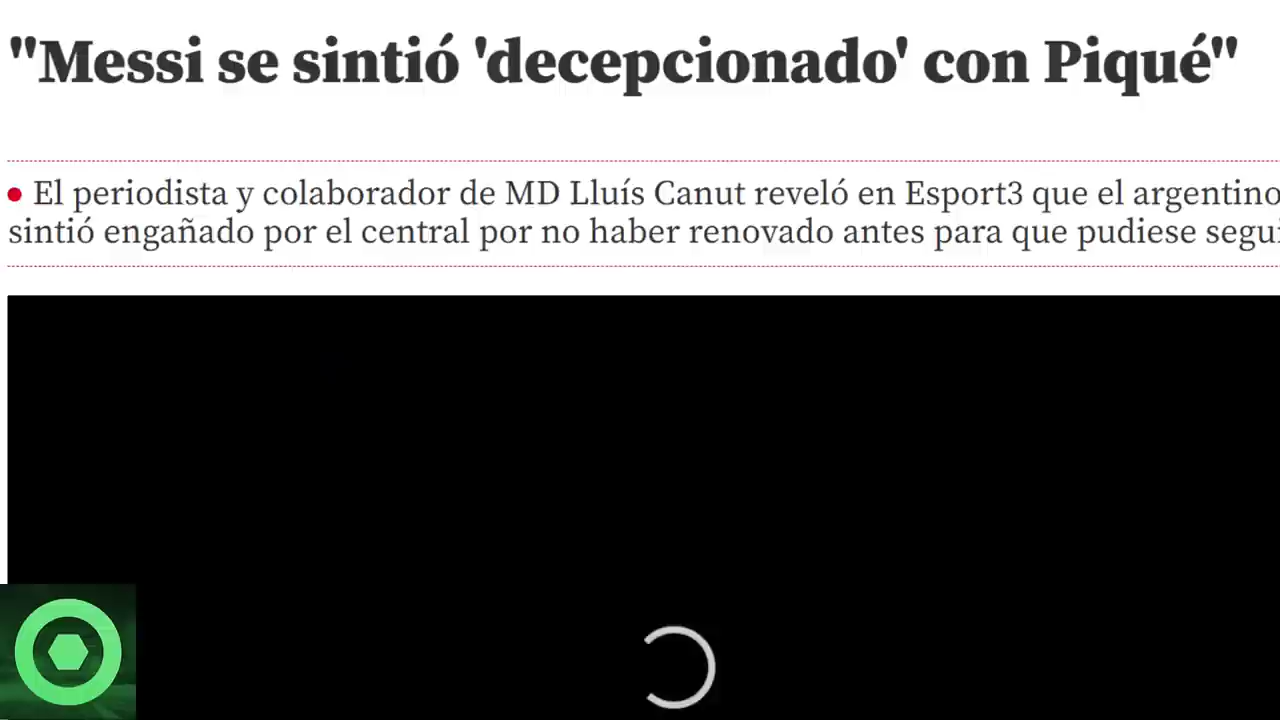 "Messi se sintió 'decepcionado' con Piqué"
El periodista y colaborador de MD Lluís Canut reveló en Esport3 que el argentino
sintió engañado por el central por no haber renovado antes para que pudiese